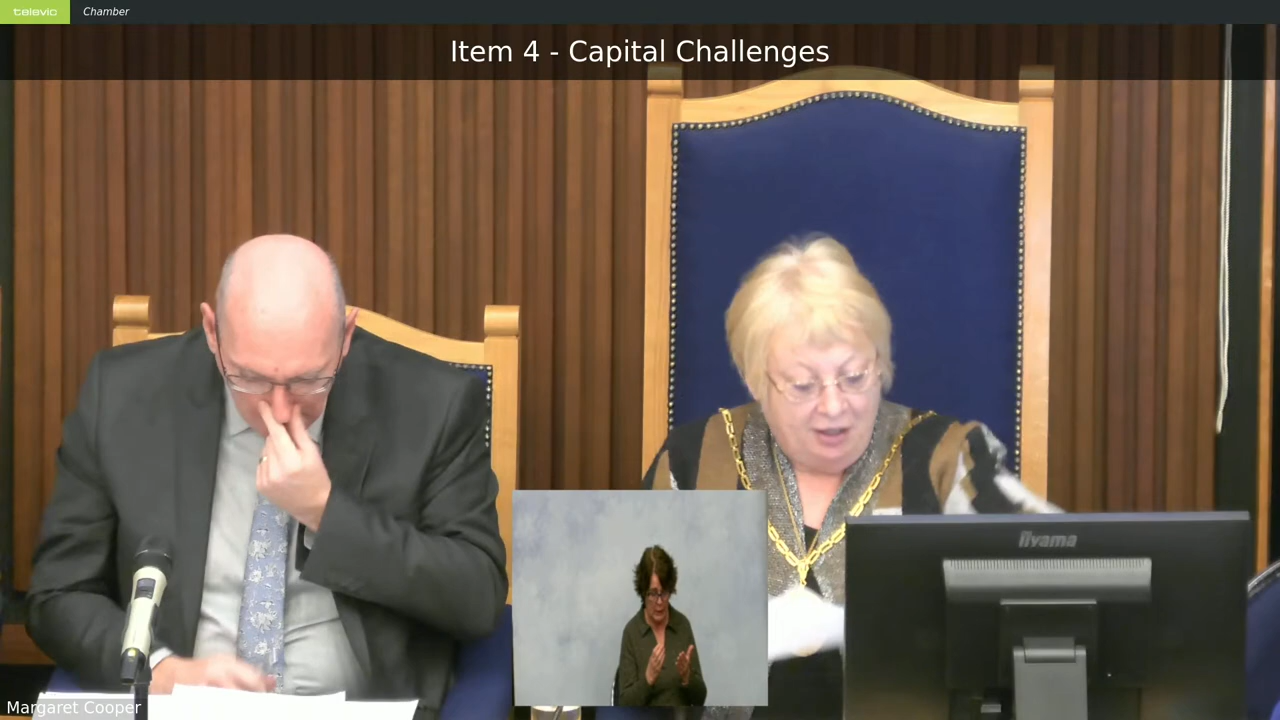 televic
Chamber
Item 4 - Capital Challenges
iiyama
Margaret Cooper